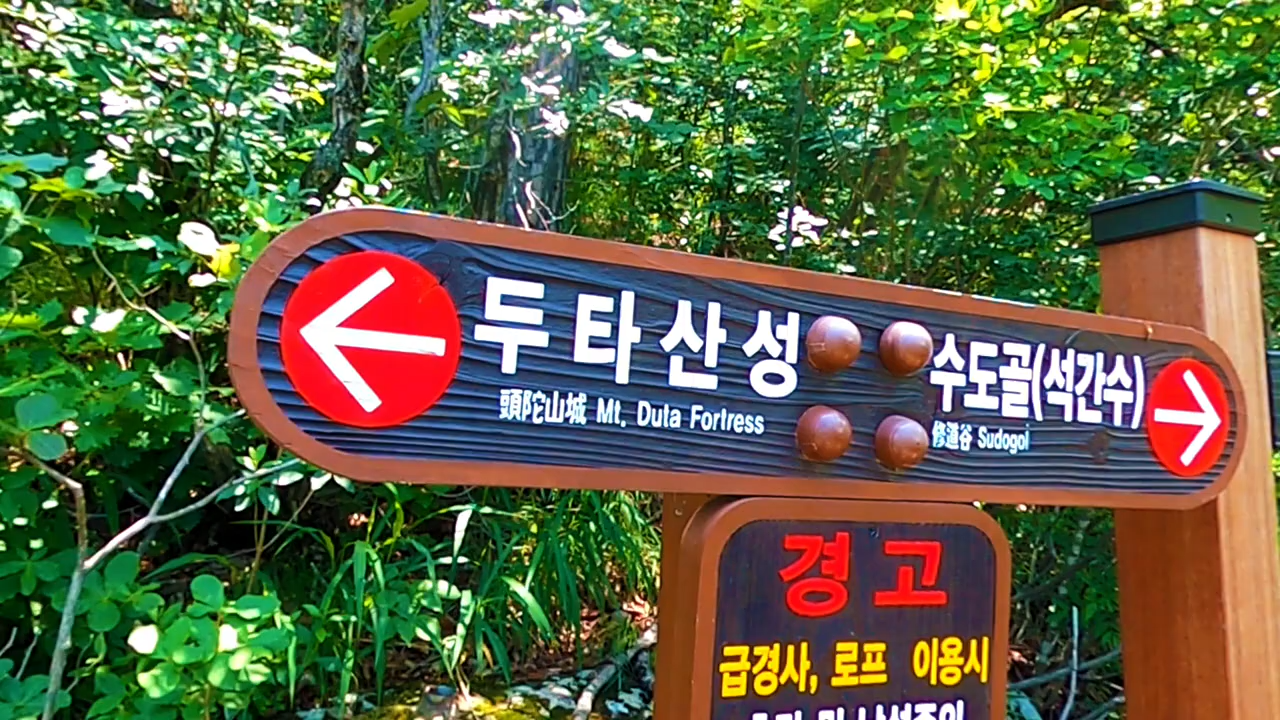 두타산성
頭陀山城 Mt. Duta Fortress
수도골(석간수)
修道谷 Sudogol
경고
급경사, 로프 이용시